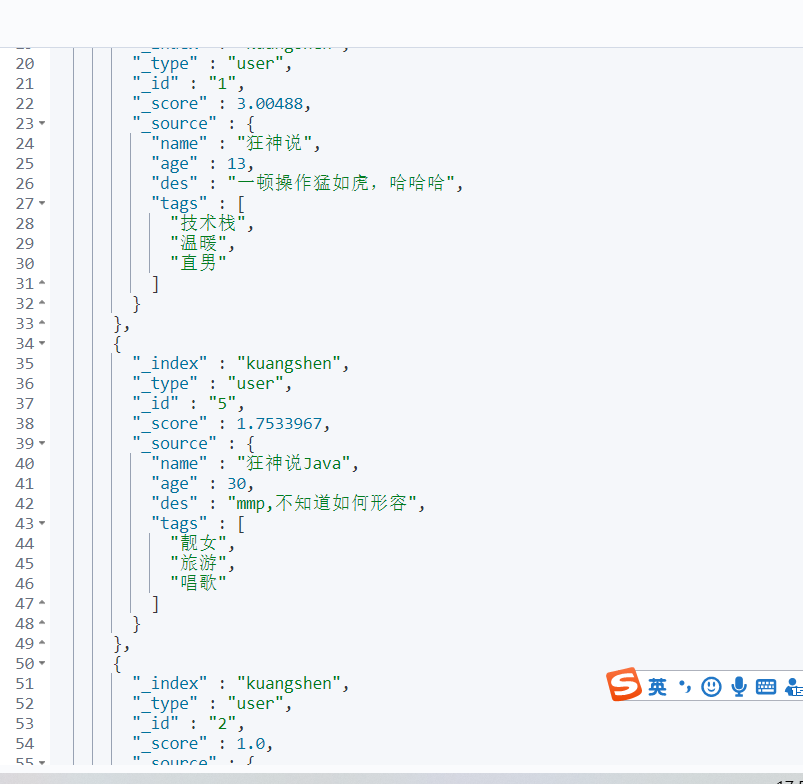 20 "_type" : "user",
21 "_id" : "1",
22 "_score" : 3.00488,
23 "_source" : {
24 "name" : "狂神说",
25 "age" : 13,
26 "des" : "一顿操作猛如虎，哈哈哈",
27 "tags" : [
28 "技术栈",
29 "温暖",
30 "直男"
31 ]
32 }
33 },
34 {
35 "_index" : "kuangshen",
36 "_type" : "user",
37 "_id" : "5",
38 "_score" : 1.7533967,
39 "_source" : {
40 "name" : "狂神说Java",
41 "age" : 30,
42 "des" : "mmp,不知道如何形容",
43 "tags" : [
44 "靓女",
45 "旅游",
46 "唱歌"
47 ]
48 }
49 },
50 {
51 "_index" : "kuangshen",
52 "_type" : "user",
53 "_id" : "2",
54 "_score" : 1.0,
55 "_source" : {
英